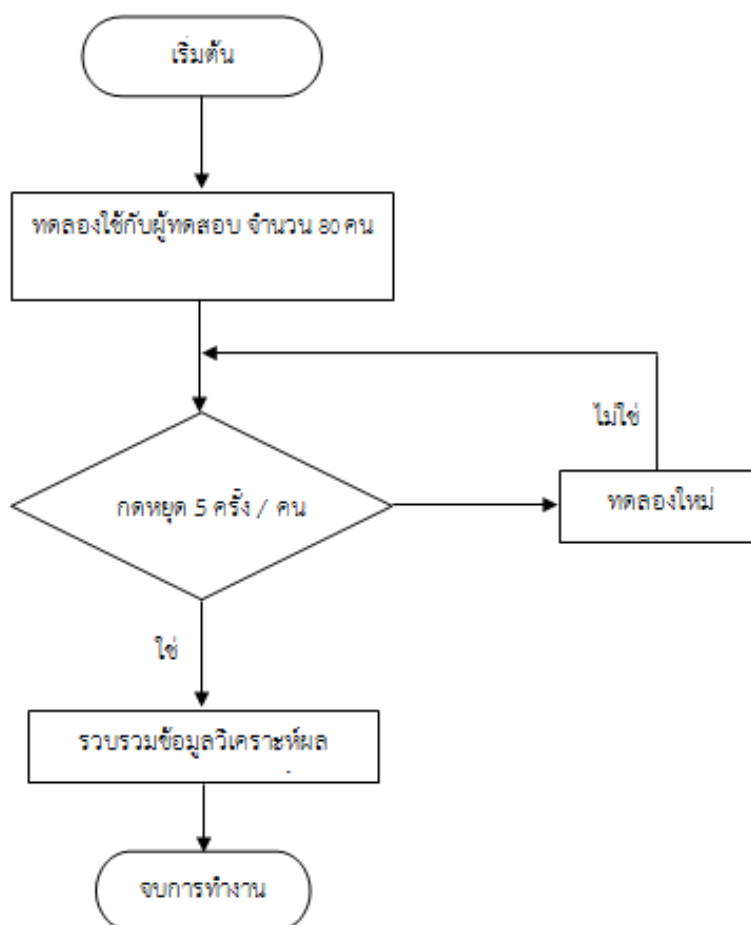 เริ่มต้น
ทดลองใช้กับผู้ทดสอบ จำนวน 80 คน
ไม่ใช่
กดหยุด 5 ครั้ง / คน
ทดลองใหม่
ใช่
รวบรวมข้อมูลวิเคราะห์ผล
จบการทำงาน